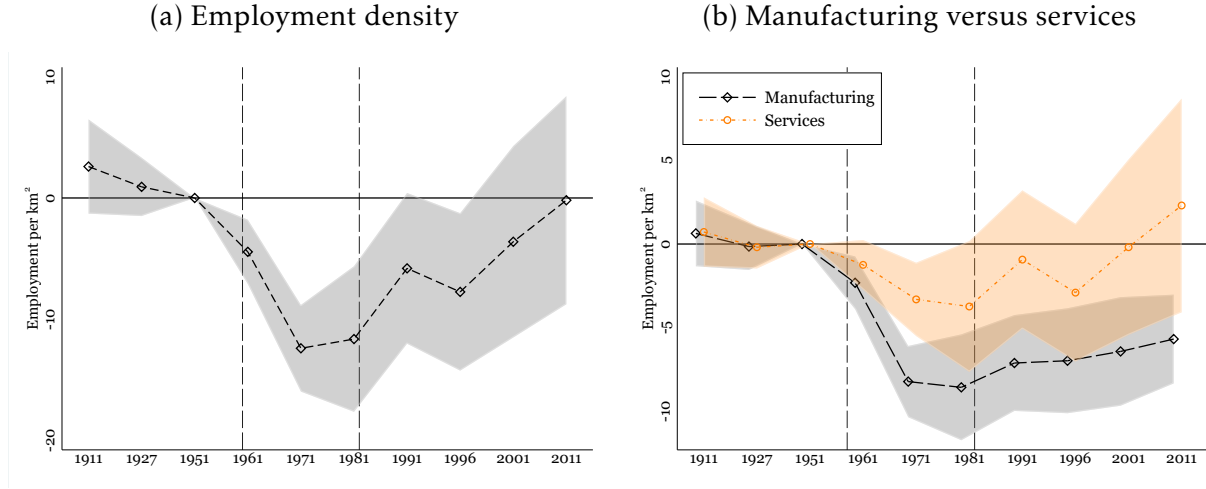 (a) Employment density
Employment per km²
10
0
-10
-20
1911 1927 1951 1961 1971 1981 1991 1996 2001 2011
(b) Manufacturing versus services
Employment per km²
10
5
0
-5
-10
Manufacturing
Services
1911 1927 1951 1961 1971 1981 1991 1996 2001 2011